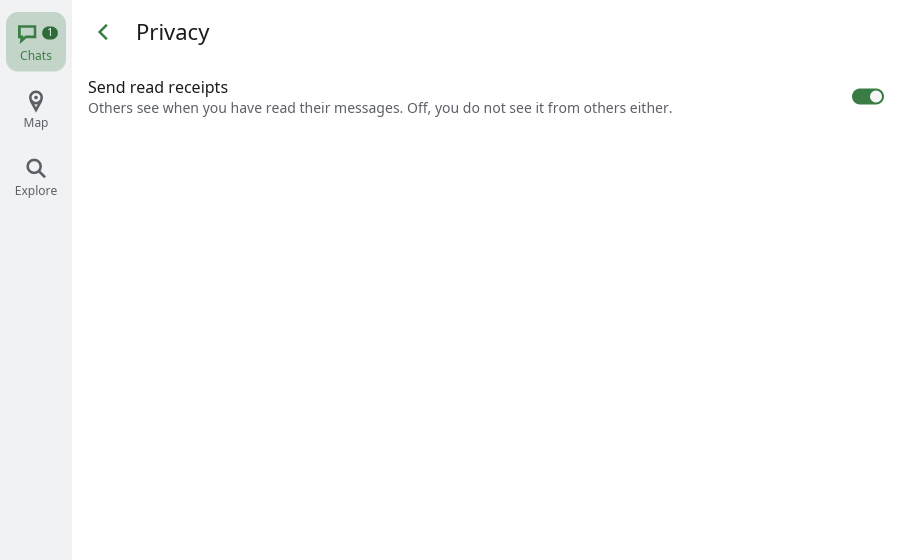 1
Chats
Map
Explore
Privacy
Send read receipts
Others see when you have read their messages. Off, you do not see it from others either.